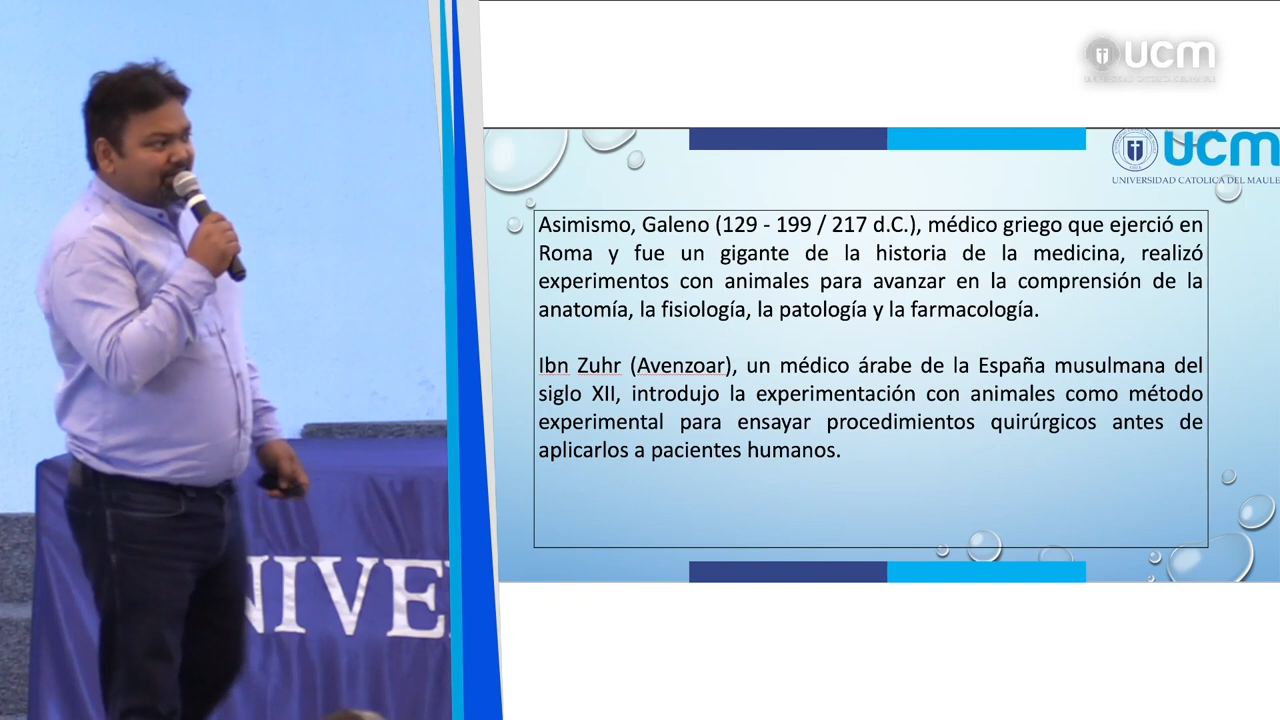 ucm
ucm
UNIVERSIDAD CATOLICA DEL MAULE
Asimismo, Galeno (129 - 199 / 217 d.C.), médico griego que ejerció en
Roma y fue un gigante de la historia de la medicina, realizó
experimentos con animales para avanzar en la comprensión de la
anatomía, la fisiología, la patología y la farmacología.
Ibn Zuhr (Avenzoar), un médico árabe de la España musulmana del
siglo XII, introdujo la experimentación con animales como método
experimental para ensayar procedimientos quirúrgicos antes de
aplicarlos a pacientes humanos.
NIVE